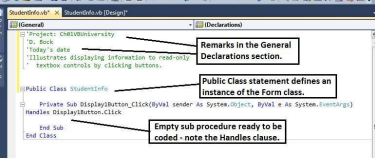 StudentInfo.vb* StudentInfo.vb [Design]*
(General) (Declarations)
'Project: Ch01VBUniversity
'D. Bock
'Today's date
'Illustrates displaying information to read-only
' textbox controls by clicking buttons.
Remarks in the General
Declarations section.
Public Class statement defines an
instance of the Form class.
Public Class StudentInfo
Private Sub Display1Button_Click(ByVal sender As System.Object, ByVal e As System.EventArgs)
Handles Display1Button.Click
End Sub
End Class
Empty sub procedure ready to be
coded - note the Handles clause.